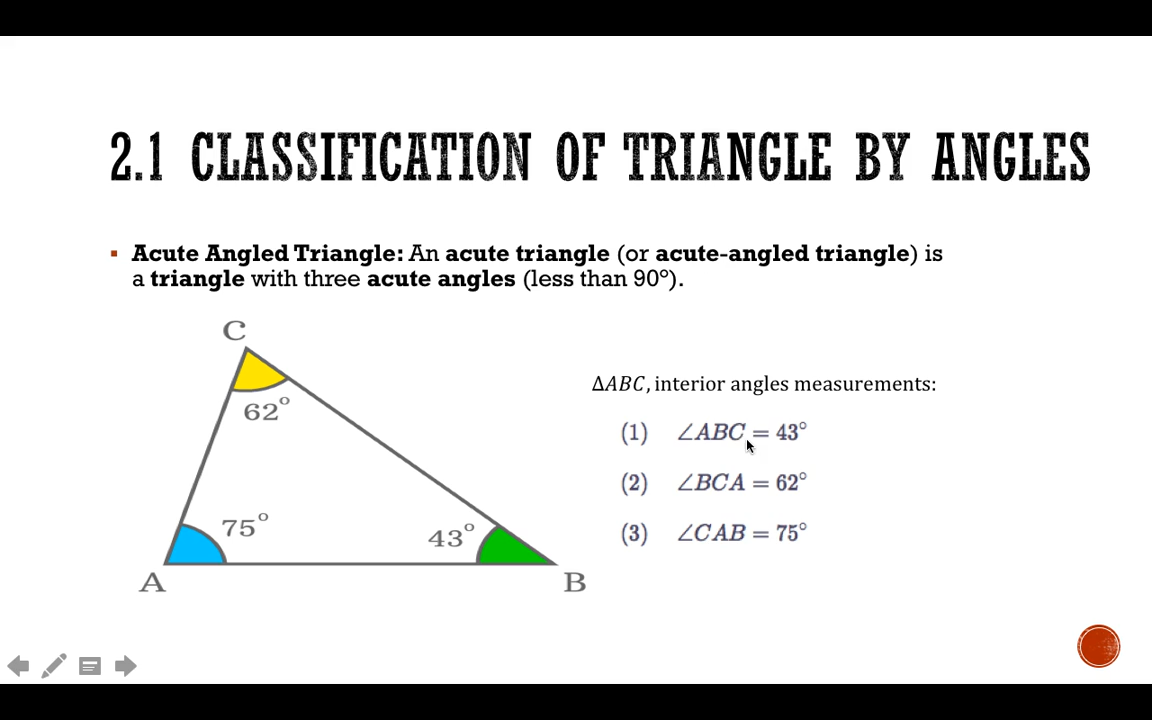 2.1 CLASSIFICATION OF TRIANGLE BY ANGLES
▪ Acute Angled Triangle: An acute triangle (or acute-angled triangle) is
a triangle with three acute angles (less than 90°).
C
62°
75°
43°
A
B
∆ABC, interior angles measurements:
(1) ∠ABC = 43°
(2) ∠BCA = 62°
(3) ∠CAB = 75°